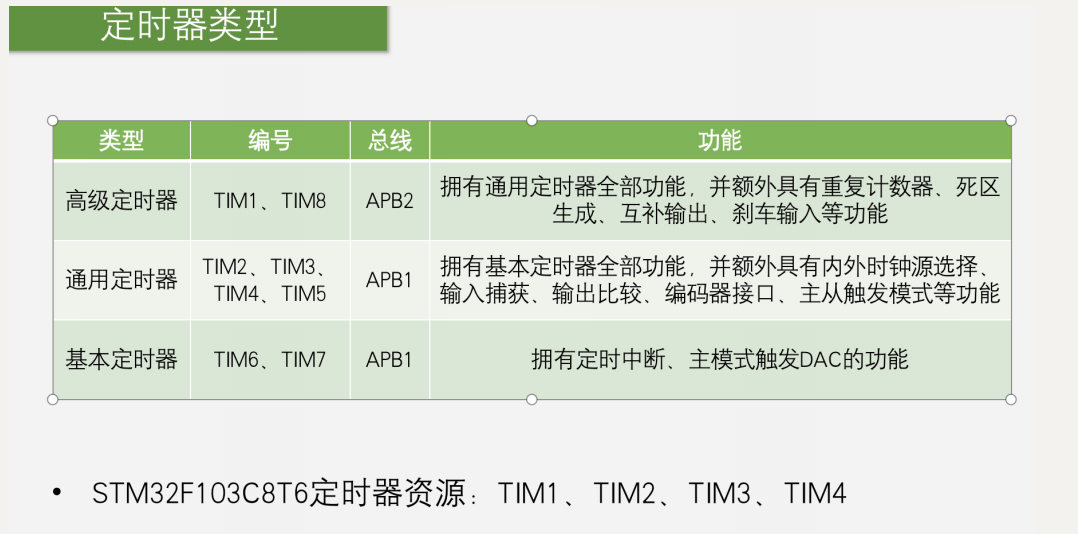 定时器类型
类型 编号 总线 功能
高级定时器 TIM1、TIM8 APB2 拥有通用定时器全部功能，并额外具有重复计数器、死区
生成、互补输出、刹车输入等功能
通用定时器 TIM2、TIM3、
TIM4、TIM5 APB1 拥有基本定时器全部功能，并额外具有内外时钟源选择、
输入捕获、输出比较、编码器接口、主从触发模式等功能
基本定时器 TIM6、TIM7 APB1 拥有定时中断、主模式触发DAC的功能
• STM32F103C8T6定时器资源：TIM1、TIM2、TIM3、TIM4